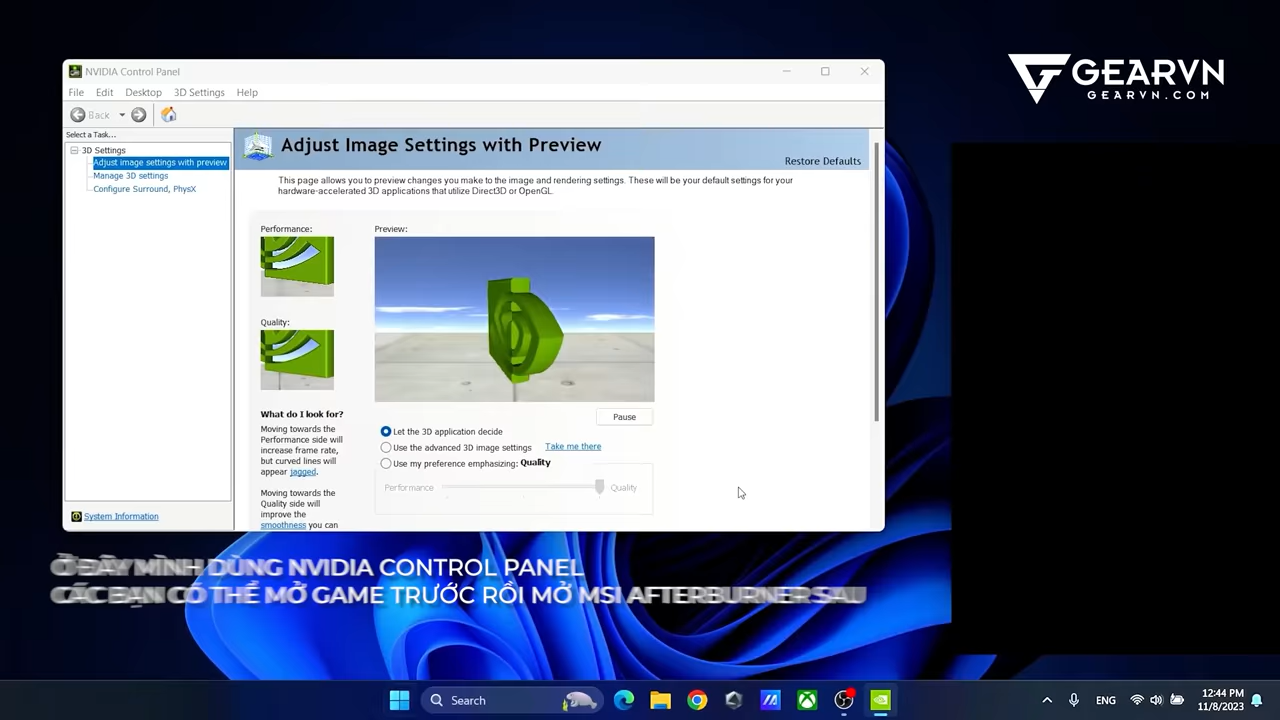 GEARVN
GEARVN.COM
NVIDIA Control Panel
File Edit Desktop 3D Settings Help
Back
Select a Task...
3D Settings
Adjust image settings with preview
Manage 3D settings
Configure Surround, PhysX
System Information
Adjust Image Settings with Preview
Restore Defaults
This page allows you to preview changes you make to the image and rendering settings. These will be your default settings for your
hardware-accelerated 3D applications that utilize Direct3D or OpenGL.
Performance:
Quality:
What do I look for?
Moving towards the
Performance side will
increase frame rate,
but curved lines will
appear jagged.
Moving towards the
Quality side will
improve the
smoothness you can
Preview:
Pause
Let the 3D application decide
Use the advanced 3D image settings Take me there
Use my preference emphasizing: Quality
Performance Quality
Ở ĐÂY MÌNH DÙNG NVIDIA CONTROL PANEL
CÁC BẠN CÓ THỂ MỞ GAME TRƯỚC RỒI MỞ MSI AFTERBURNER SAU
Search
ENG
12:44 PM
11/8/2023